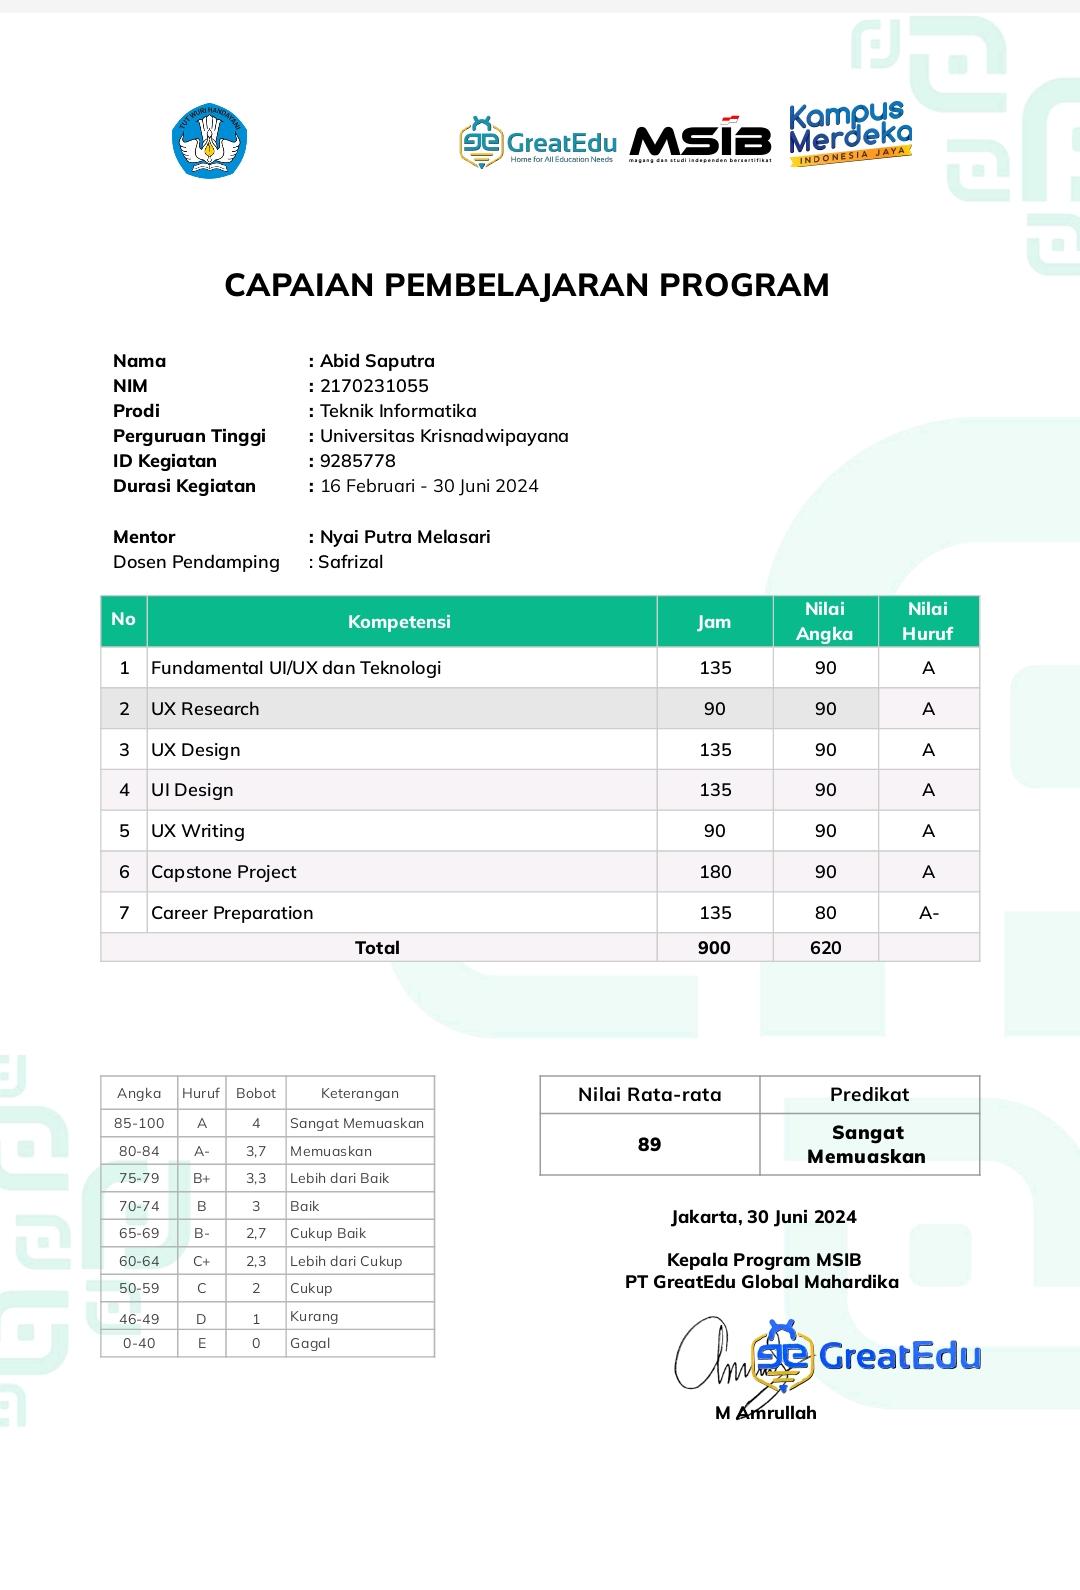 TUT WURI HANDAYANI
GreatEdu
Home for All Education Needs
MSIB
magang dan studi independen bersertifikat
Kampus
Merdeka
INDONESIA JAYA
CAPAIAN PEMBELAJARAN PROGRAM
Nama : Abid Saputra
NIM : 2170231055
Prodi : Teknik Informatika
Perguruan Tinggi : Universitas Krisnadwipayana
ID Kegiatan : 9285778
Durasi Kegiatan : 16 Februari - 30 Juni 2024
Mentor : Nyai Putra Melasari
Dosen Pendamping : Safrizal
No Kompetensi Jam Nilai Angka Nilai Huruf
1 Fundamental UI/UX dan Teknologi 135 90 A
2 UX Research 90 90 A
3 UX Design 135 90 A
4 UI Design 135 90 A
5 UX Writing 90 90 A
6 Capstone Project 180 90 A
7 Career Preparation 135 80 A-
Total 900 620
Angka Huruf Bobot Keterangan
85-100 A 4 Sangat Memuaskan
80-84 A- 3,7 Memuaskan
75-79 B+ 3,3 Lebih dari Baik
70-74 B 3 Baik
65-69 B- 2,7 Cukup Baik
60-64 C+ 2,3 Lebih dari Cukup
50-59 C 2 Cukup
46-49 D 1 Kurang
0-40 E 0 Gagal
Nilai Rata-rata Predikat
89 Sangat Memuaskan
Jakarta, 30 Juni 2024
Kepala Program MSIB
PT GreatEdu Global Mahardika
GreatEdu
M Amrullah